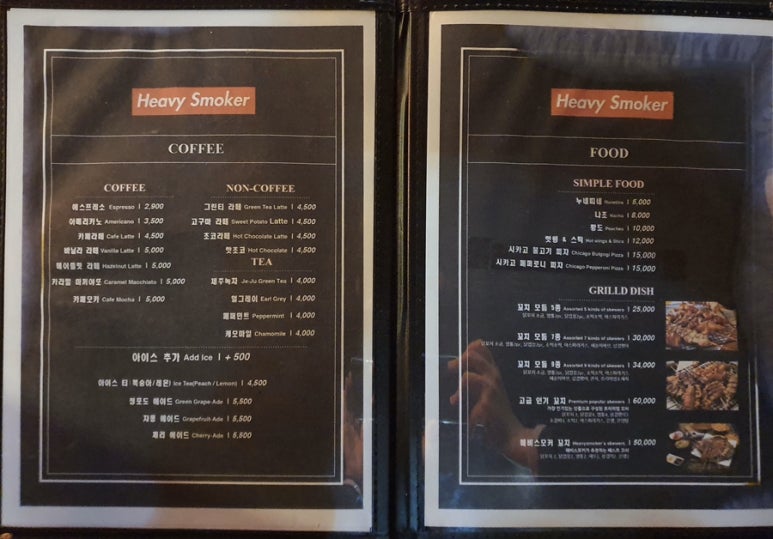 Heavy Smoker
COFFEE
COFFEE
에스프레소 Espresso | 2,900
아메리카노 Americano | 3,500
카페라떼 Cafe Latte | 4,500
바닐라 라떼 Vanilla Latte | 5,000
헤이즐럿 라떼 Hazelnut Latte | 5,000
카라멜 마키야또 Caramel Macchiato | 5,000
카페모카 Cafe Mocha | 5,000
NON-COFFEE
그린티 라떼 Green Tea Latte | 4,500
고구마 라떼 Sweet Potato Latte | 4,500
초코라떼 Hot Chocolate Latte | 4,500
핫초코 Hot Chocolate | 4,500
TEA
제주녹차 Je-Ju Green Tea | 4,000
얼그레이 Earl Grey | 4,000
페퍼민트 Peppermint | 4,000
캐모마일 Chamomile | 4,000
아이스 추가 Add Ice | + 500
아이스 티 복숭아/레몬) Ice Tea(Peach / Lemon) | 4,500
청포도 에이드 Green Grape-Ade | 5,500
자몽 에이드 Grapefruit-Ade | 5,500
체리 에이드 Cherry-Ade | 5,500
Heavy Smoker
FOOD
SIMPLE FOOD
누네띠네 | 5,000
나초 Nacho | 8,000
황도 Peaches | 10,000
핫윙 & 스틱 Hot wings & Stick | 12,000
시카고 불고기 피자 Chicago Bulgogi Pizza | 15,000
시카고 페퍼로니 피자 Chicago Pepperoni Pizza | 15,000
GRILLD DISH
꼬치 모듬 5종 Assorted 5 kinds of skewers | 25,000
꼬치 모듬 7종 Assorted 7 kinds of skewers | 30,000
꼬치 모듬 9종 Assorted 9 kinds of skewers | 34,000
고급 인기 꼬치 Premium popular skewers | 60,000
헤비스모커 꼬치 Heavysmoker's skewers | 50,000